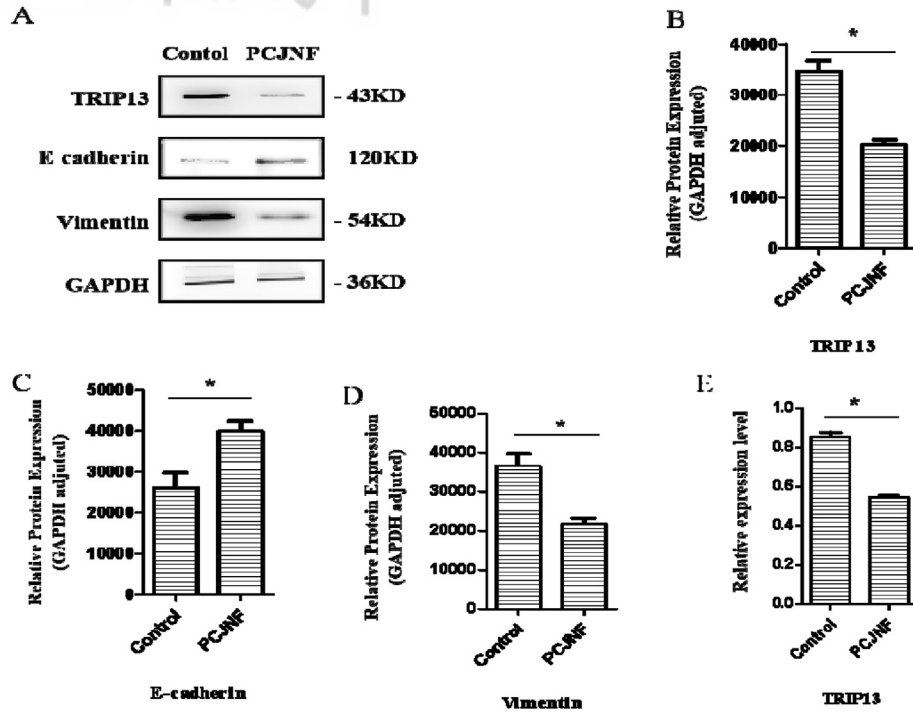 A
Contol PCJNF
TRIP13
- 43KD
E cadherin
120KD
Vimentin
- 54KD
GAPDH
- 36KD
B
Relative Protein Expression
(GAPDH adjusted)
40000
30000
20000
10000
0
*
Control
PCJNF
TRIP13
C
Relative Protein Expression
(GAPDH adjuted)
50000
40000
30000
20000
10000
0
*
Control
PCJNF
E-cadherin
D
Relative Protein Expression
(GAPDH adjuted)
50000
40000
30000
20000
10000
0
*
Control
PCJNF
Vimentin
E
Relative expression level
1.0
0.8
0.6
0.4
0.2
0.0
*
Control
PCJNF
TRIP13